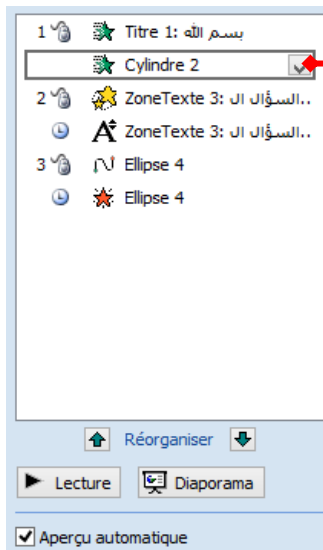 1 Titre 1: بسم الله
Cylindre 2
2 ZoneTexte 3: السؤال ال..
ZoneTexte 3: السؤال ال..
3 Ellipse 4
Ellipse 4
Réorganiser
Lecture Diaporama
Aperçu automatique